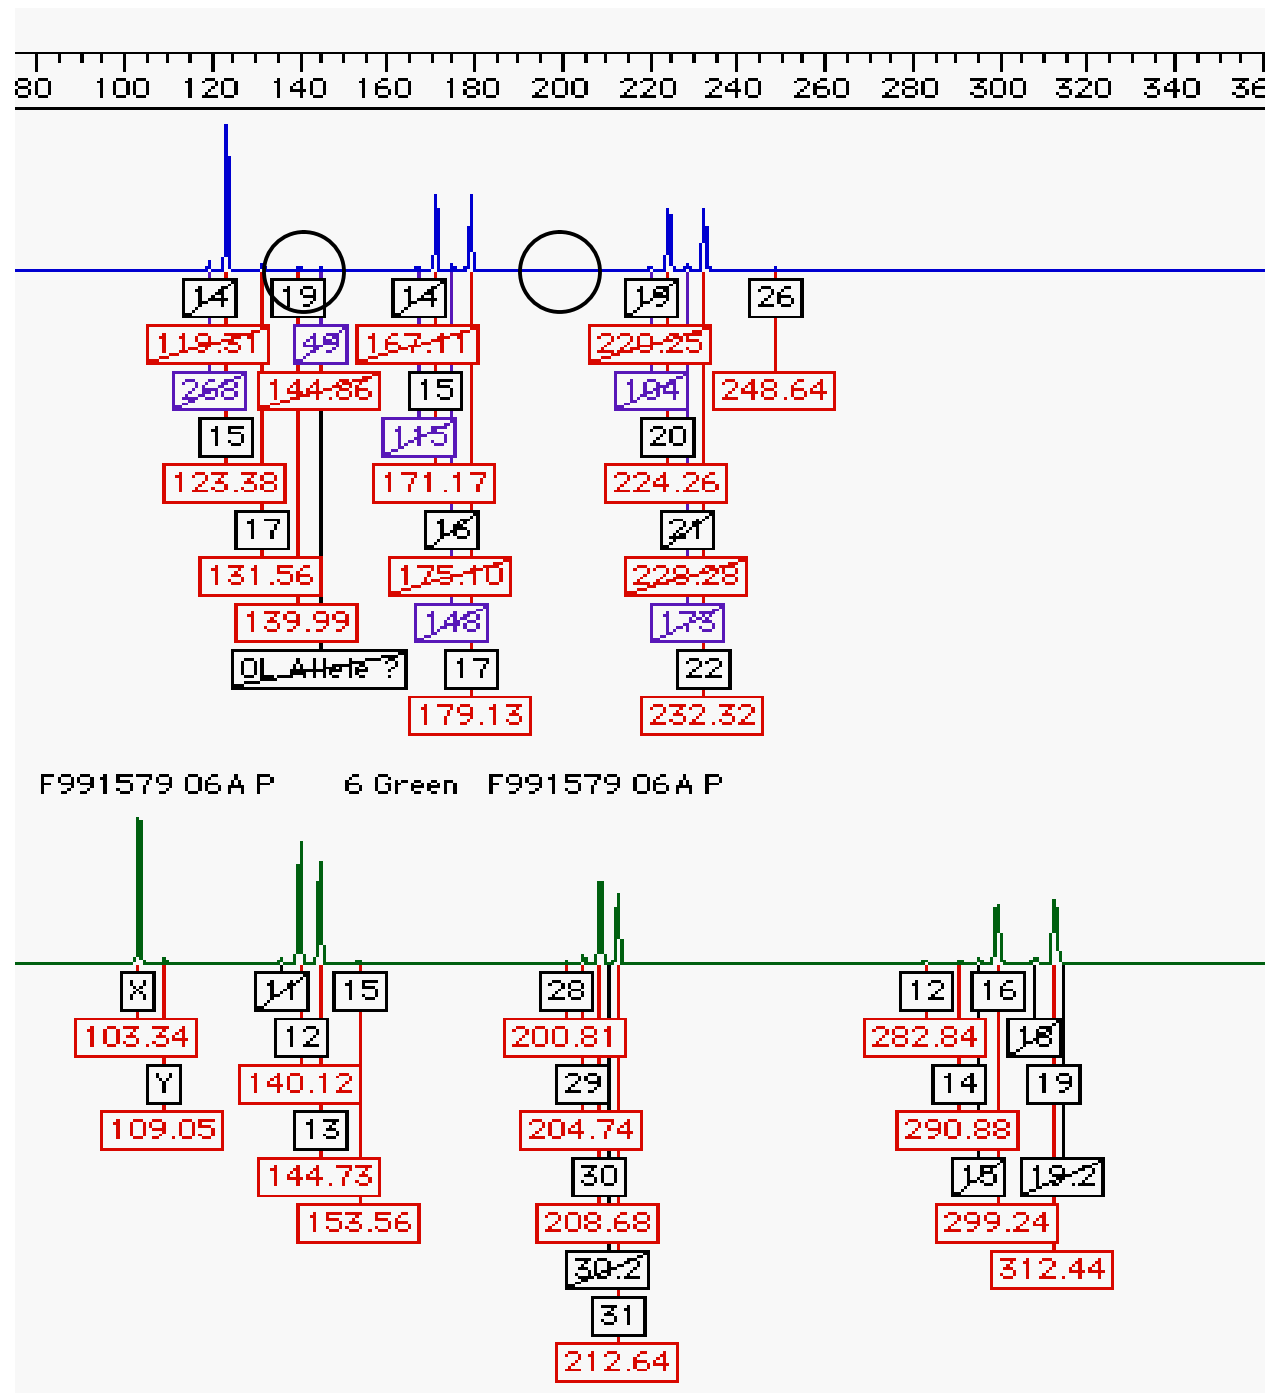 80 100 120 140 160 180 200 220 240 260 280 300 320 340 36
14 19 14 19 26
119.31 49 167.11 220.25
268 144.86 15 104 248.64
15 115 20
123.38 171.17 224.26
17 16 21
131.56 175.10 228.28
139.99 148 173
OL Allele ? 17 22
179.13 232.32
F991579 06A P 6 Green F991579 06A P
X 11 15 28 12 16
103.34 12 200.81 282.84 18
Y 140.12 29 14 19
109.05 13 204.74 290.88
144.73 30 15 19.2
153.56 208.68 299.24
30.2 312.44
31
212.64